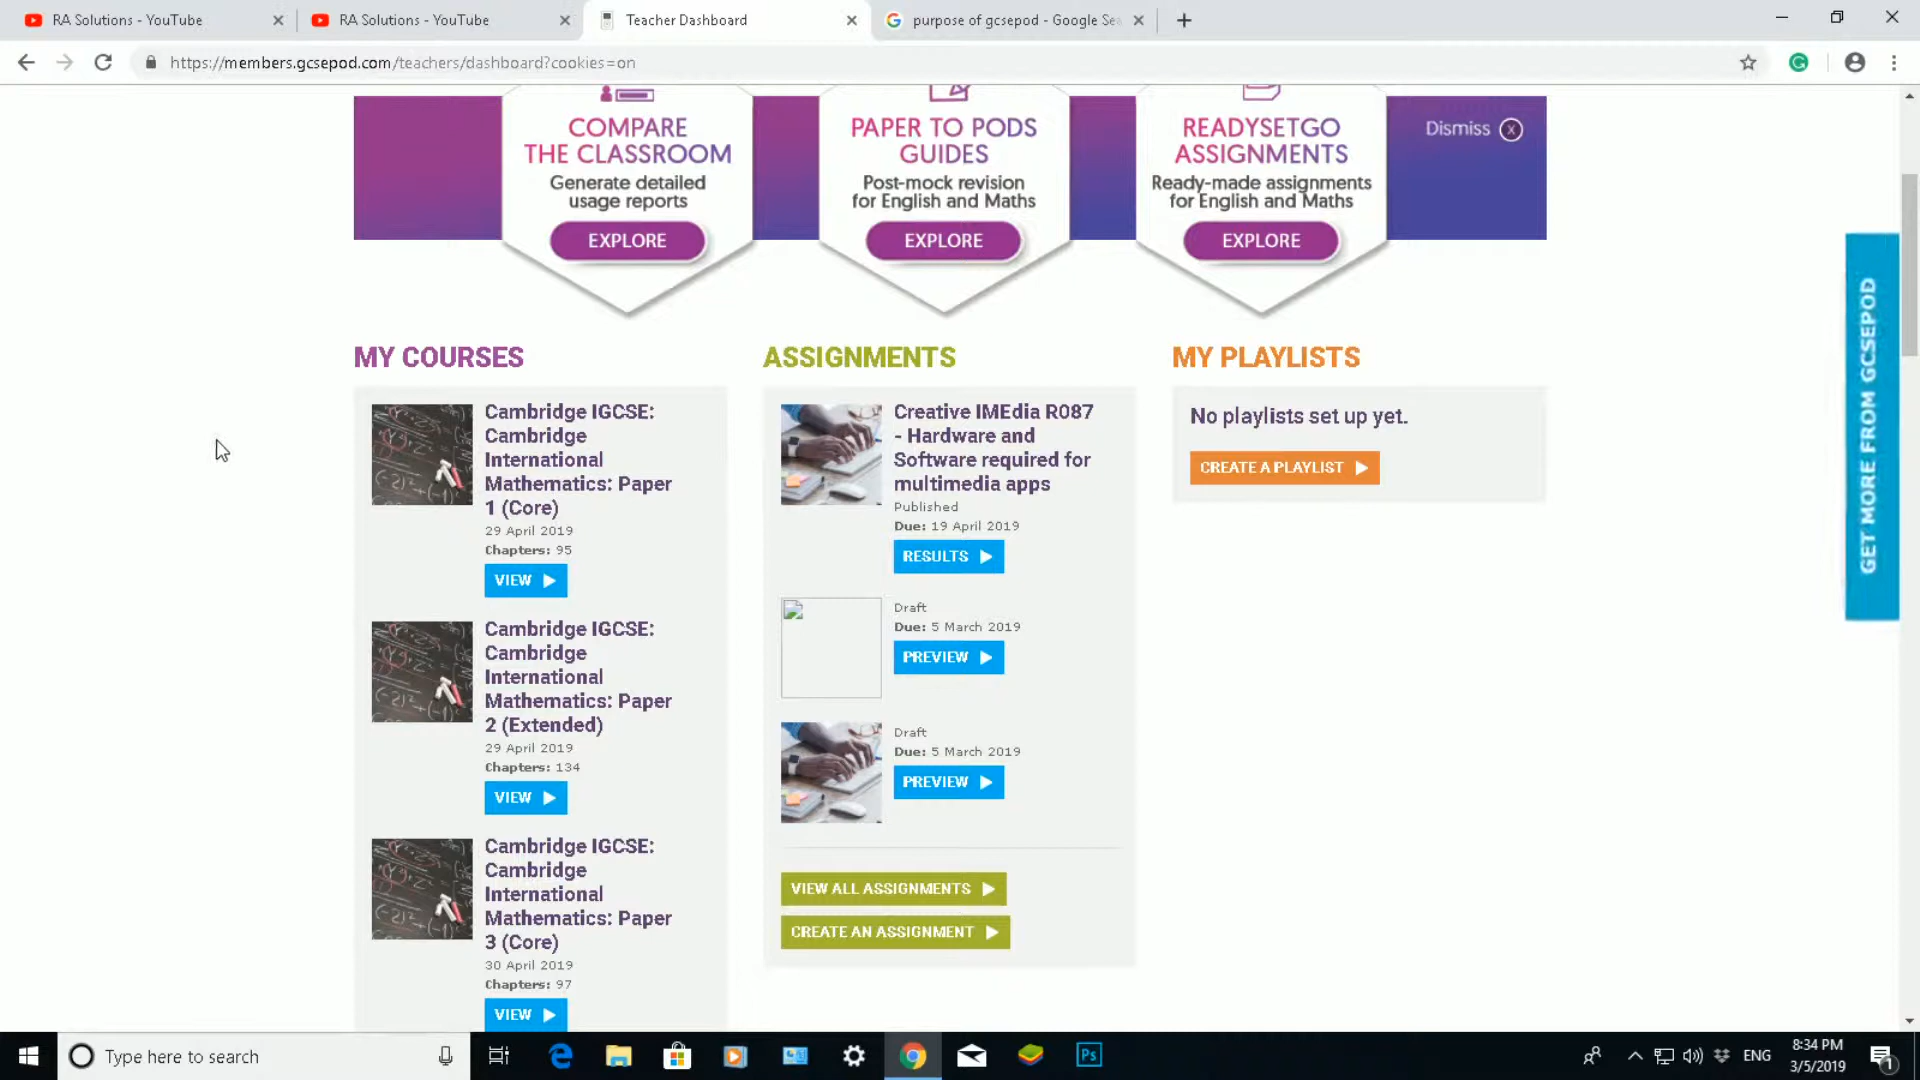 RA Solutions - YouTube
RA Solutions - YouTube
Teacher Dashboard
purpose of gcsepod - Google Sea
https://members.gcsepod.com/teachers/dashboard?cookies=on
COMPARE
THE CLASSROOM
Generate detailed
usage reports
EXPLORE
PAPER TO PODS
GUIDES
Post-mock revision
for English and Maths
EXPLORE
READYSETGO
ASSIGNMENTS
Ready-made assignments
for English and Maths
EXPLORE
Dismiss X
GET MORE FROM GCSEPOD
MY COURSES
Cambridge IGCSE:
Cambridge
International
Mathematics: Paper
1 (Core)
29 April 2019
Chapters: 95
VIEW
Cambridge IGCSE:
Cambridge
International
Mathematics: Paper
2 (Extended)
29 April 2019
Chapters: 134
VIEW
Cambridge IGCSE:
Cambridge
International
Mathematics: Paper
3 (Core)
30 April 2019
Chapters: 97
VIEW
ASSIGNMENTS
Creative IMEdia R087
- Hardware and
Software required for
multimedia apps
Published
Due: 19 April 2019
RESULTS
Draft
Due: 5 March 2019
PREVIEW
Draft
Due: 5 March 2019
PREVIEW
VIEW ALL ASSIGNMENTS
CREATE AN ASSIGNMENT
MY PLAYLISTS
No playlists set up yet.
CREATE A PLAYLIST
Type here to search
Ps
ENG
8:34 PM
3/5/2019
1